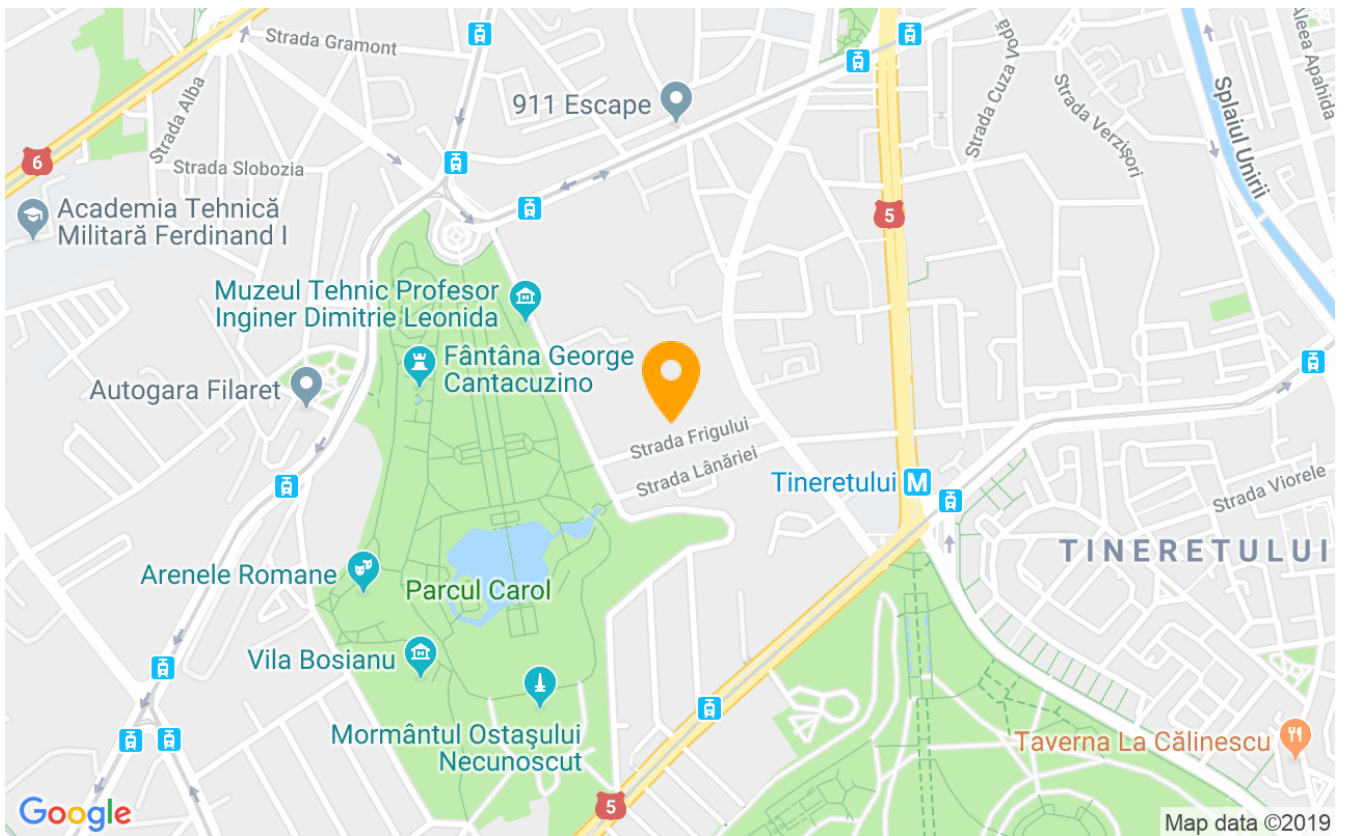 Strada Gramont
Strada Alba
6
Strada Slobozia
Academia Tehnică
Militară Ferdinand I
911 Escape
Strada Cuza Vodă
Strada Verzișori
Splaiul Unirii
Aleea Apahida
5
Muzeul Tehnic Profesor
Inginer Dimitrie Leonida
Fântâna George
Cantacuzino
Autogara Filaret
Strada Frigului
Strada Lânăriei
Tineretului M
Strada Viorele
TINERETULUI
Arenele Romane
Parcul Carol
Vila Bosianu
Mormântul Ostaşului
Necunoscut
Taverna La Călinescu
5
Google
Map data ©2019